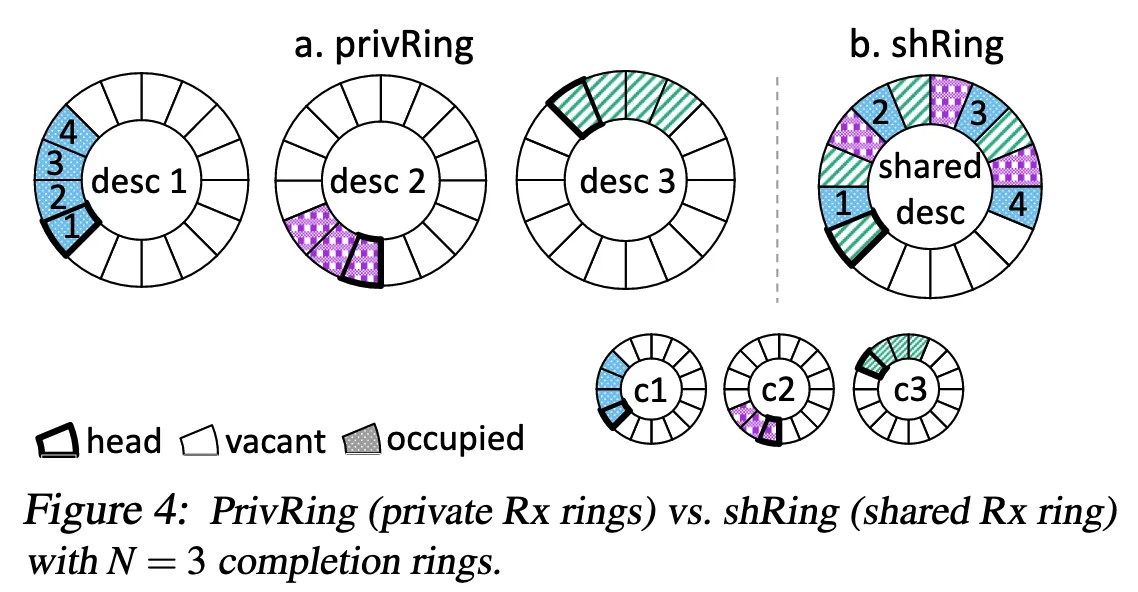 a. privRing
b. shRing
4
3
2
1
desc 1
desc 2
desc 3
2
3
1
4
shared
desc
c1
c2
c3
head
vacant
occupied
Figure 4: PrivRing (private Rx rings) vs. shRing (shared Rx ring)
with N = 3 completion rings.